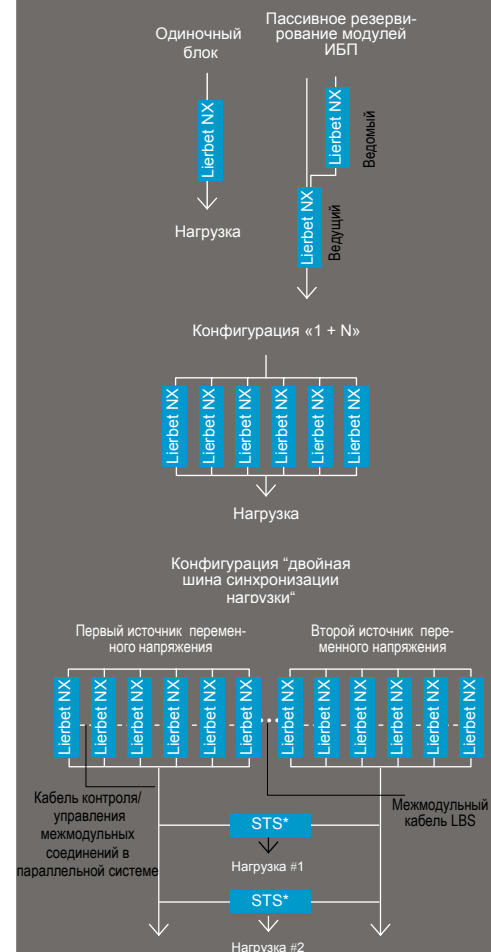 Одиночный
блок
Пассивное резерви-
рование модулей
ИБП
Lierbet NX
Lierbet NX
Ведомый
Lierbet NX
Ведущий
Нагрузка
Конфигурация «1 + N»
Lierbet NX
Lierbet NX
Lierbet NX
Lierbet NX
Lierbet NX
Lierbet NX
Нагрузка
Конфигурация “двойная
шина синхронизации
нагрузки“
Первый источник перемен-
ного напряжения
Второй источник пере-
менного напряжения
Lierbet NX
Lierbet NX
Lierbet NX
Lierbet NX
Lierbet NX
Lierbet NX
Lierbet NX
Lierbet NX
Lierbet NX
Lierbet NX
Lierbet NX
Lierbet NX
Кабель контроля/
управления
межмодульных
соединений в
параллельной системе
Межмодульный
кабель LBS
STS*
Нагрузка #1
STS*
Нагрузка #2